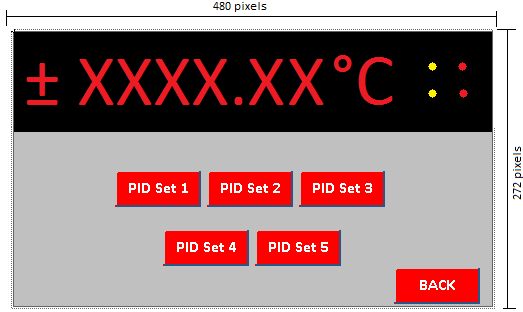 480 pixels
± XXXX.XX°C
272 pixels
PID Set 1 PID Set 2 PID Set 3
PID Set 4 PID Set 5
BACK